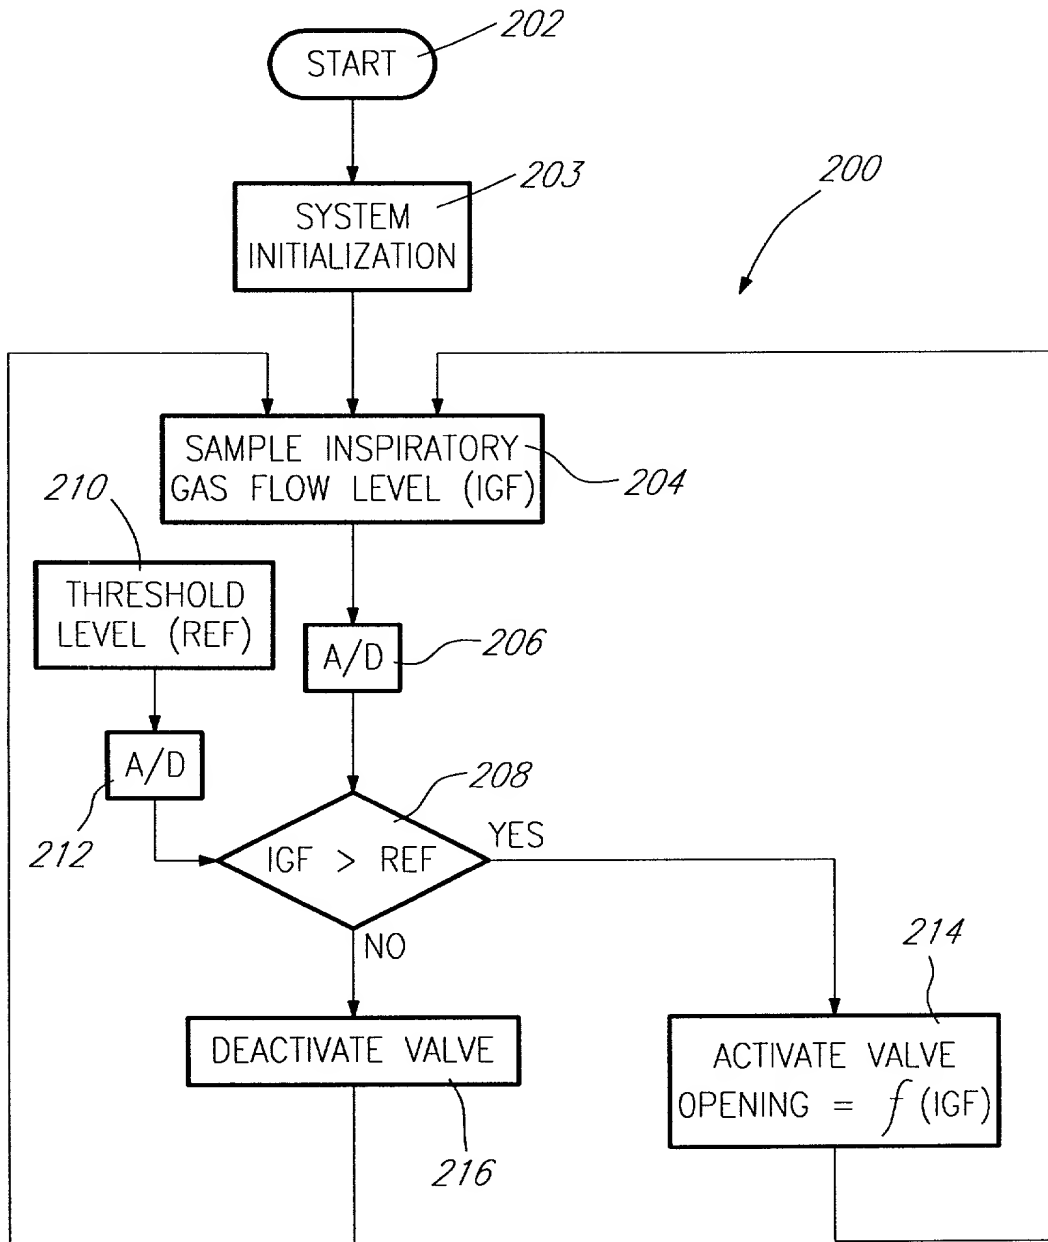 202
START
203
200
SYSTEM
INITIALIZATION
SAMPLE INSPIRATORY
GAS FLOW LEVEL (IGF)
204
210
THRESHOLD
LEVEL (REF)
A/D
206
A/D
212
208
IGF > REF
YES
NO
214
DEACTIVATE VALVE
216
ACTIVATE VALVE
OPENING = f (IGF)